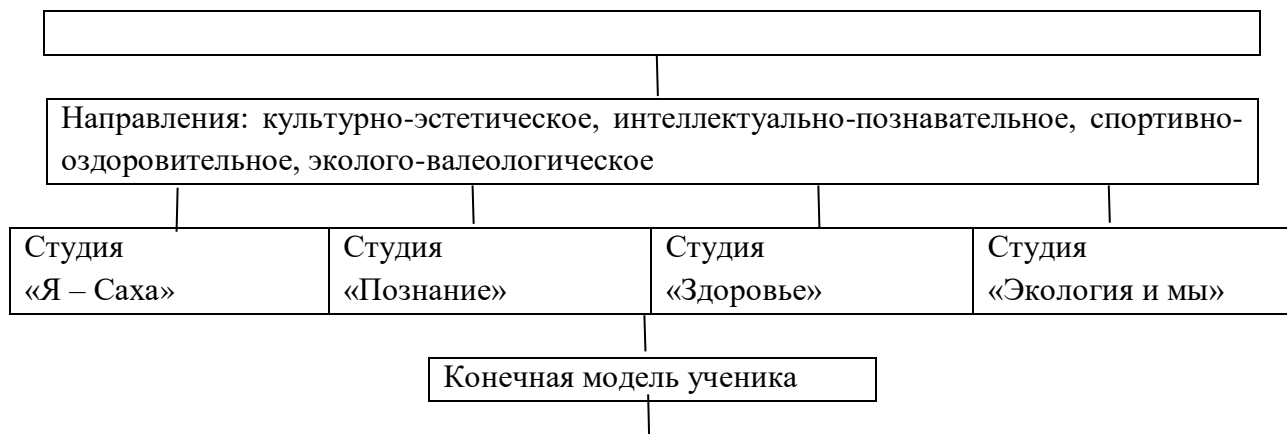 Направления: культурно-эстетическое, интеллектуально-познавательное, спортивно-
оздоровительное, эколого-валеологическое
Студия
«Я – Саха»
Студия
«Познание»
Студия
«Здоровье»
Студия
«Экология и мы»
Конечная модель ученика